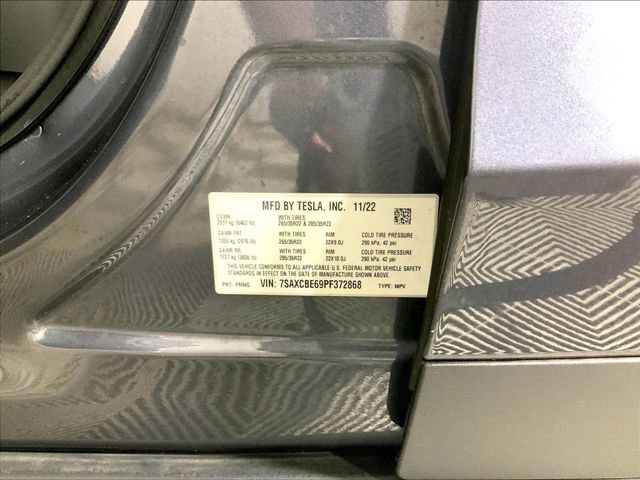 MFD BY TESLA, INC. 11/22
GVWR WITH TIRES
2931 kg (6462 lb) 265/35R22 & 285/35R22
GAWR FRT WITH TIRES RIM COLD TIRE PRESSURE
1350 kg (2976 lb) 265/35R22 22X9.0J 290 kPa, 42 psi
GAWR RR WITH TIRES RIM COLD TIRE PRESSURE
1727 kg (3808 lb) 285/35R22 22X10.0J 290 kPa, 42 psi
THIS VEHICLE CONFORMS TO ALL APPLICABLE U.S. FEDERAL MOTOR VEHICLE SAFETY
STANDARDS IN EFFECT ON THE DATE OF MANUFACTURE SHOWN ABOVE.
PNT: PMNG VIN: 7SAXCBE69PF372868 TYPE: MPV